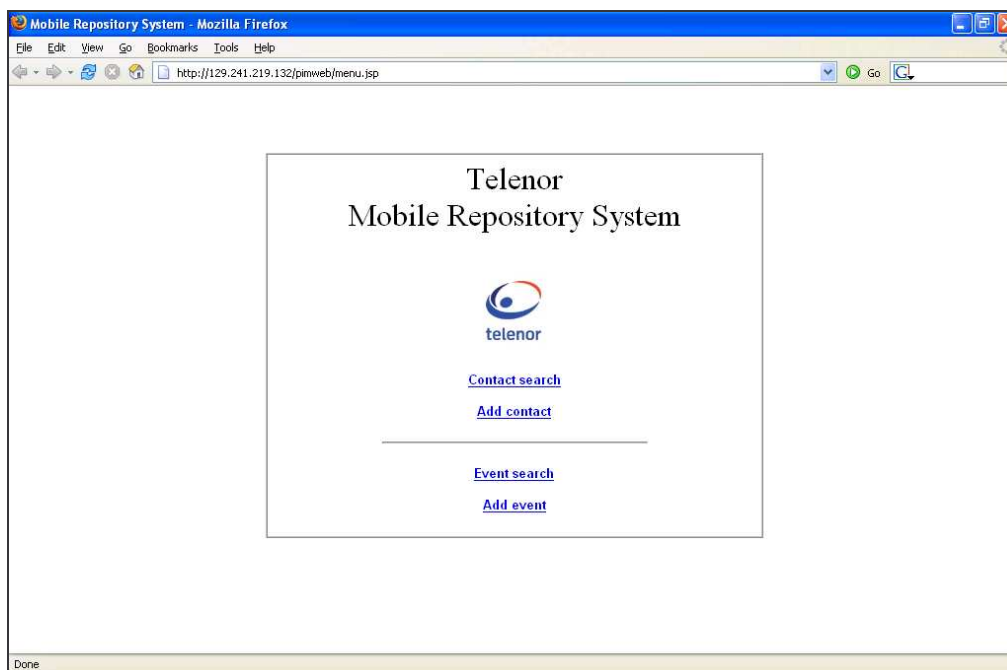 Mobile Repository System - Mozilla Firefox
File Edit View Go Bookmarks Tools Help
http://129.241.219.132/pimweb/menu.jsp Go G
Telenor
Mobile Repository System
telenor
Contact search
Add contact
Event search
Add event
Done